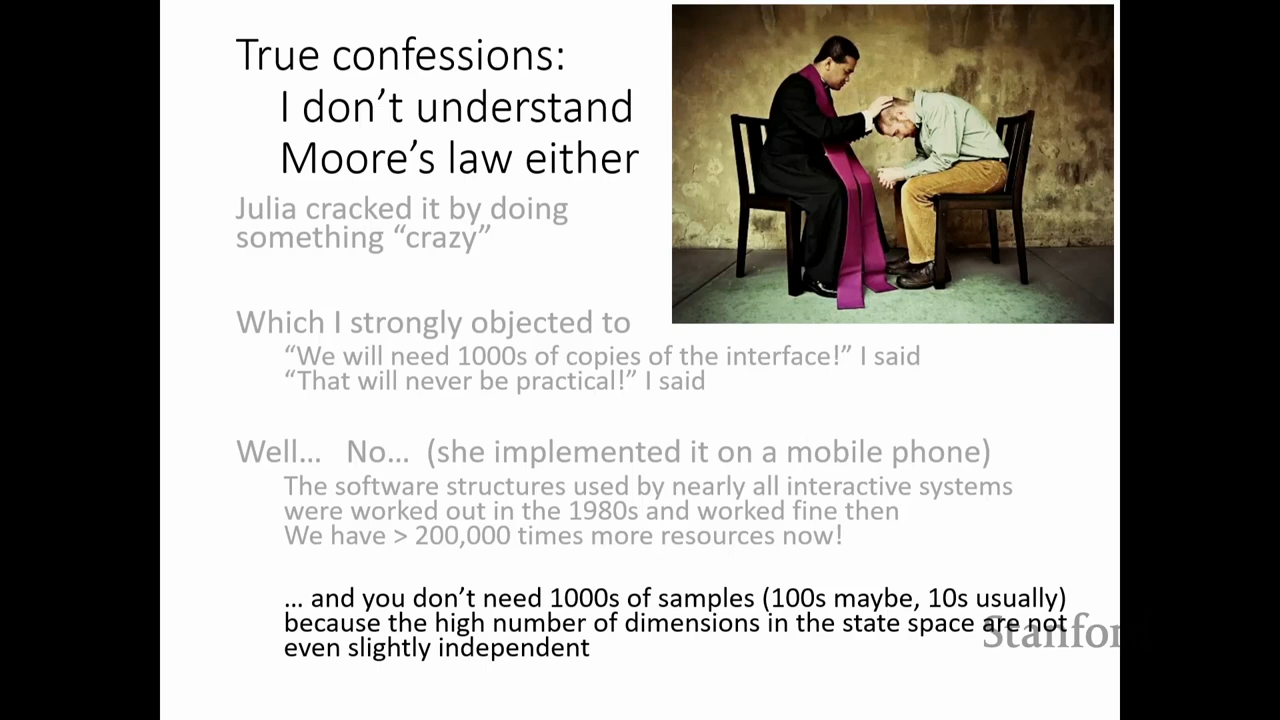 True confessions:
I don’t understand
Moore’s law either
Julia cracked it by doing
something “crazy”
Which I strongly objected to
“We will need 1000s of copies of the interface!” I said
“That will never be practical!” I said
Well… No… (she implemented it on a mobile phone)
The software structures used by nearly all interactive systems
were worked out in the 1980s and worked fine then
We have > 200,000 times more resources now!
… and you don’t need 1000s of samples (100s maybe, 10s usually)
because the high number of dimensions in the state space are not
even slightly independent
Stanfor